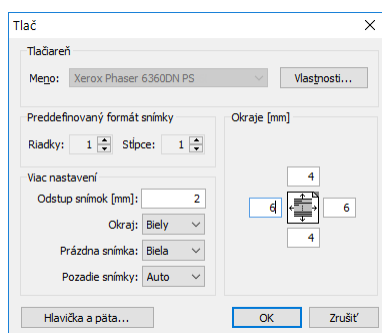 Tlač
Tlačiareň
Meno: Xerox Phaser 6360DN PS Vlastnosti...
Preddefinovaný formát snímky
Riadky: 1 Stĺpce: 1
Okraje [mm]
4
6 6
4
Viac nastavení
Odstup snímok [mm]: 2
Okraj: Biely
Prázdna snímka: Biela
Pozadie snímky: Auto
Hlavička a päta... OK Zrušiť